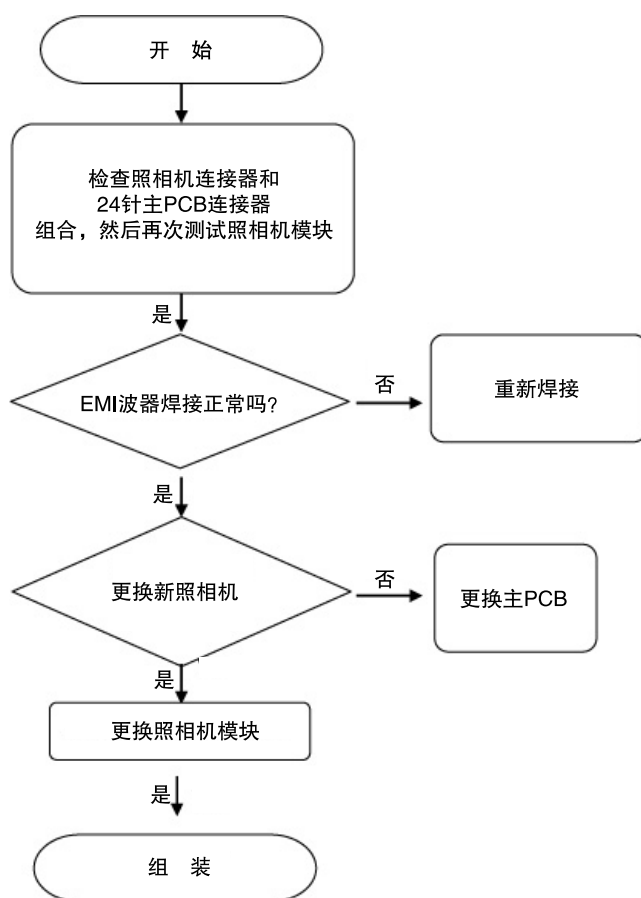 开 始
检查照相机连接器和
24针主PCB连接器
组合，然后再次测试照相机模块
是
EMI波器焊接正常吗?
否
重新焊接
是
更换新照相机
否
更换主PCB
是
更换照相机模块
是
组 装